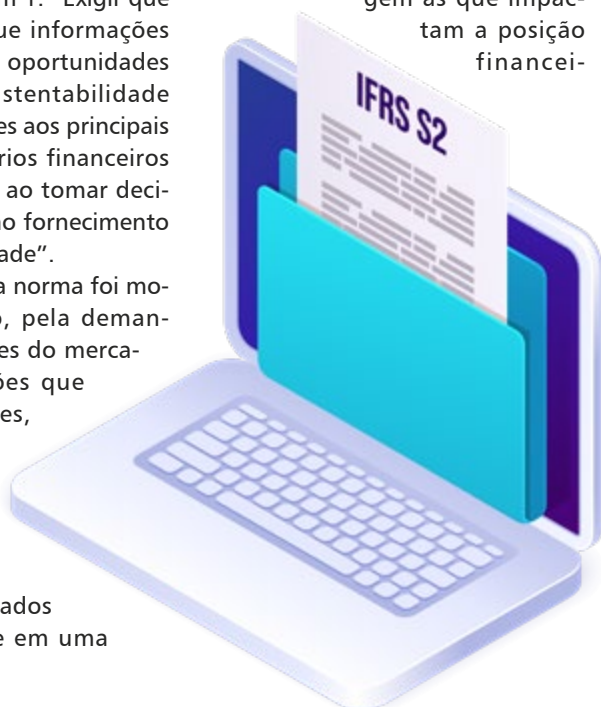 Exigir que
ue informações
oportunidades
stentabilidade
es aos principais
rios financeiros
ao tomar deci-
no fornecimento
ade”.
a norma foi mo-
o, pela deman-
es do merca-
ões que
es,
ados
e em uma
gem as que impac-
tam a posição
financei-
IFRS S2